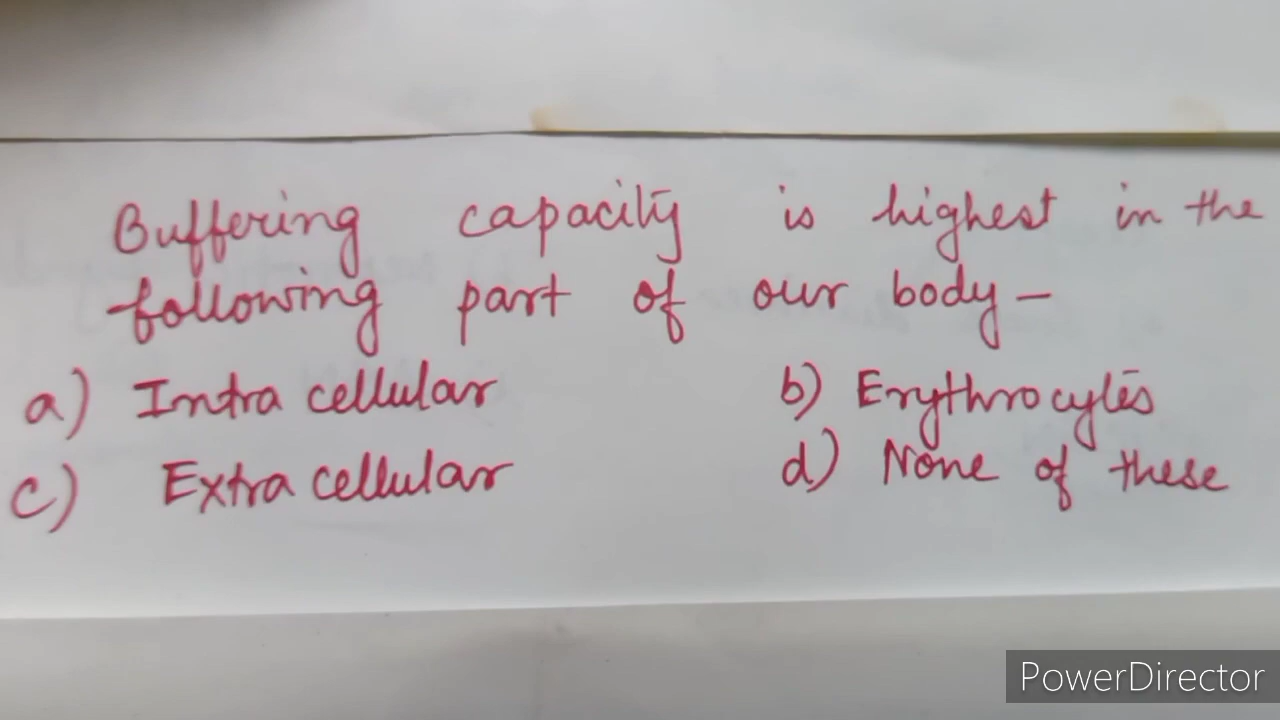 Buffering capacity is highest in the
following part of our body -
a) Intra cellular b) Erythrocytes
c) Extra cellular d) None of these
PowerDirector